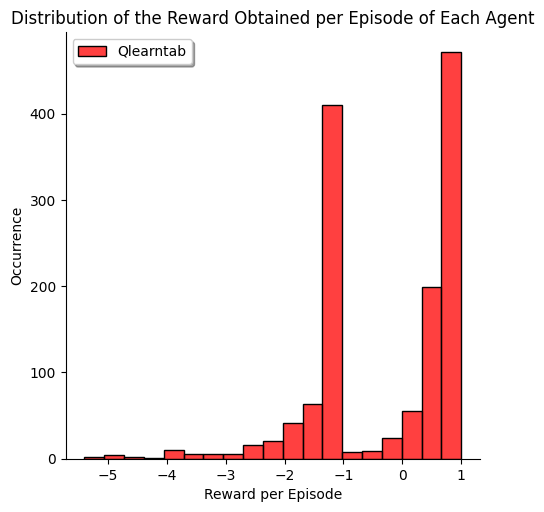 Distribution of the Reward Obtained per Episode of Each Agent
Qlearntab
Occurrence
400
300
200
100
0
−5 −4 −3 −2 −1 0 1
Reward per Episode